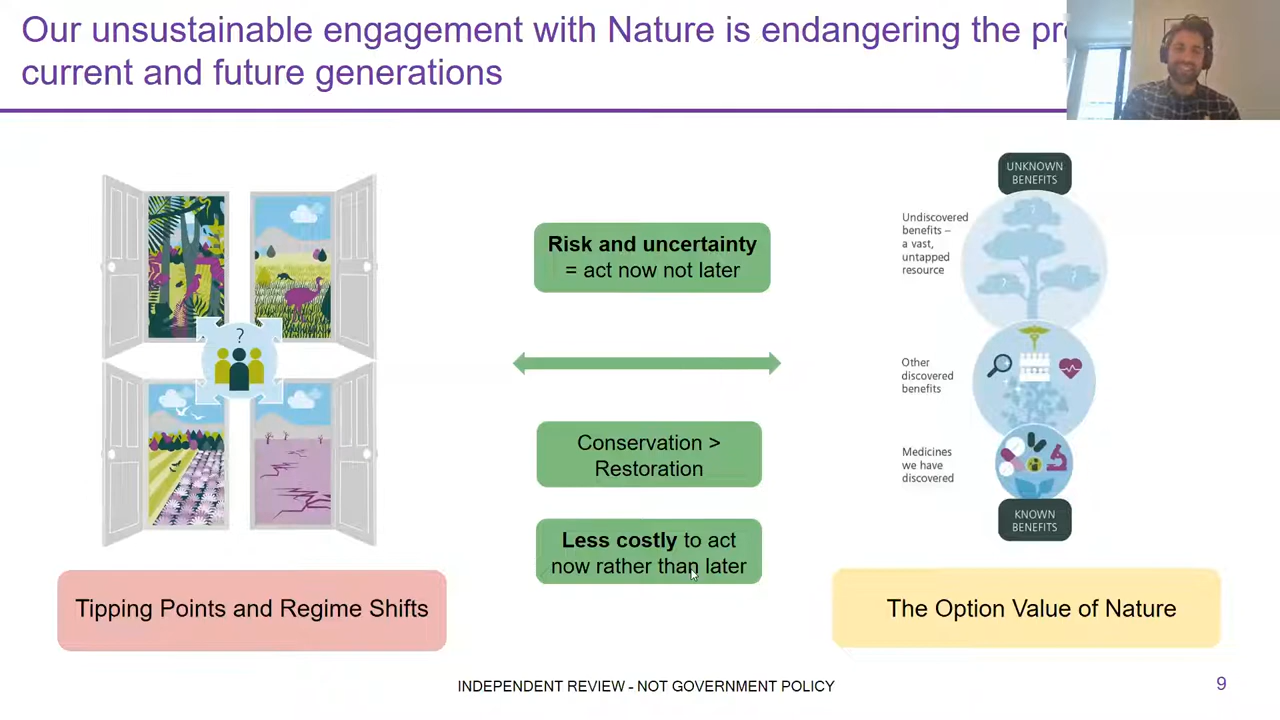 Our unsustainable engagement with Nature is endangering the
current and future generations
Risk and uncertainty
= act now not later
Conservation >
Restoration
Less costly to act
now rather than later
Tipping Points and Regime Shifts
?
UNKNOWN
BENEFITS
Undiscovered
benefits –
a vast,
untapped
resource
Other
discovered
benefits
Medicines
we have
discovered
KNOWN
BENEFITS
The Option Value of Nature
INDEPENDENT REVIEW - NOT GOVERNMENT POLICY
9